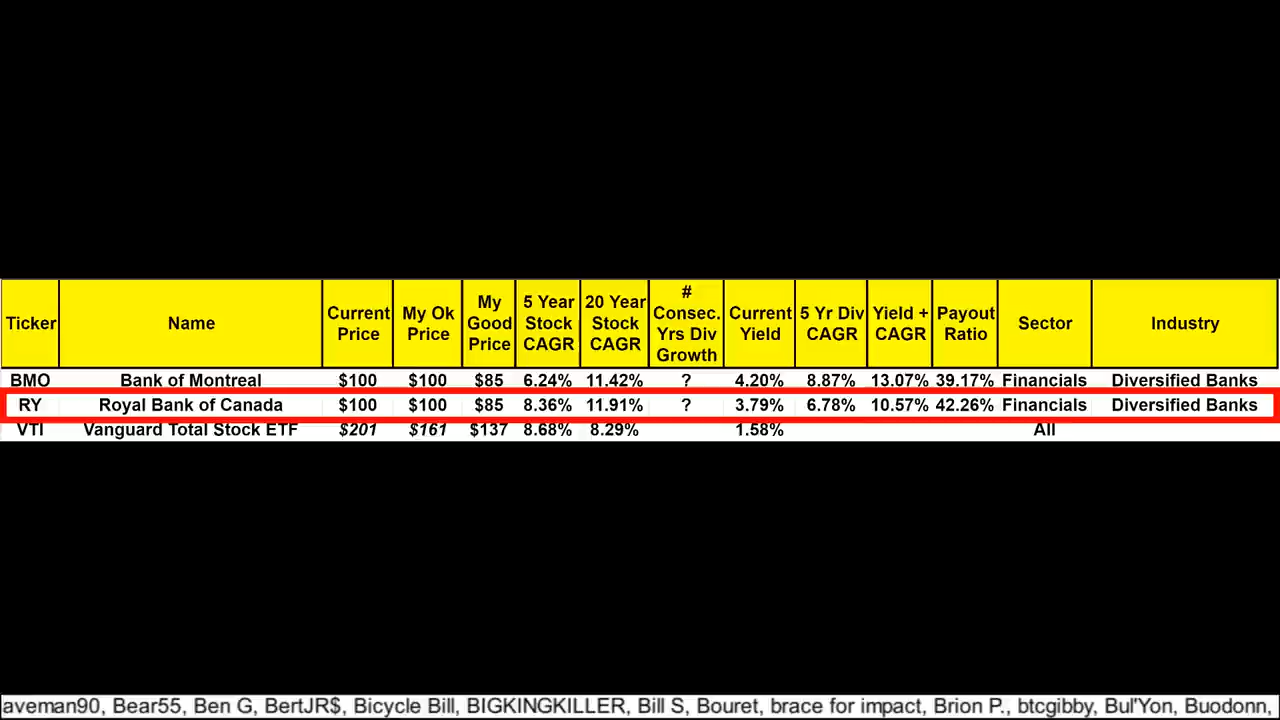 Ticker Name Current Price My Ok Price My Good Price 5 Year Stock CAGR 20 Year Stock CAGR # Consec. Yrs Div Growth Current Yield 5 Yr Div CAGR Yield + CAGR Payout Ratio Sector Industry
BMO Bank of Montreal $100 $100 $85 6.24% 11.42% ? 4.20% 8.87% 13.07% 39.17% Financials Diversified Banks
RY Royal Bank of Canada $100 $100 $85 8.36% 11.91% ? 3.79% 6.78% 10.57% 42.26% Financials Diversified Banks
VTI Vanguard Total Stock ETF $201 $161 $137 8.68% 8.29% 1.58% All
aveman90, Bear55, Ben G, BertJR$, Bicycle Bill, BIGKINGKILLER, Bill S, Bouret, brace for impact, Brion P., btcgibby, Bul'Yon, Buodonn,